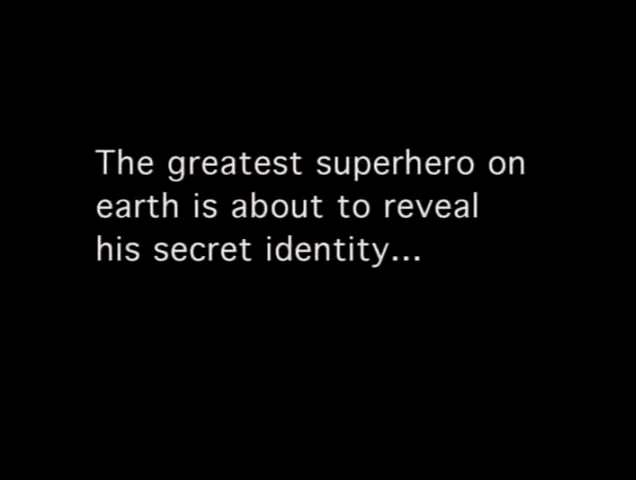 The greatest superhero on
earth is about to reveal
his secret identity...